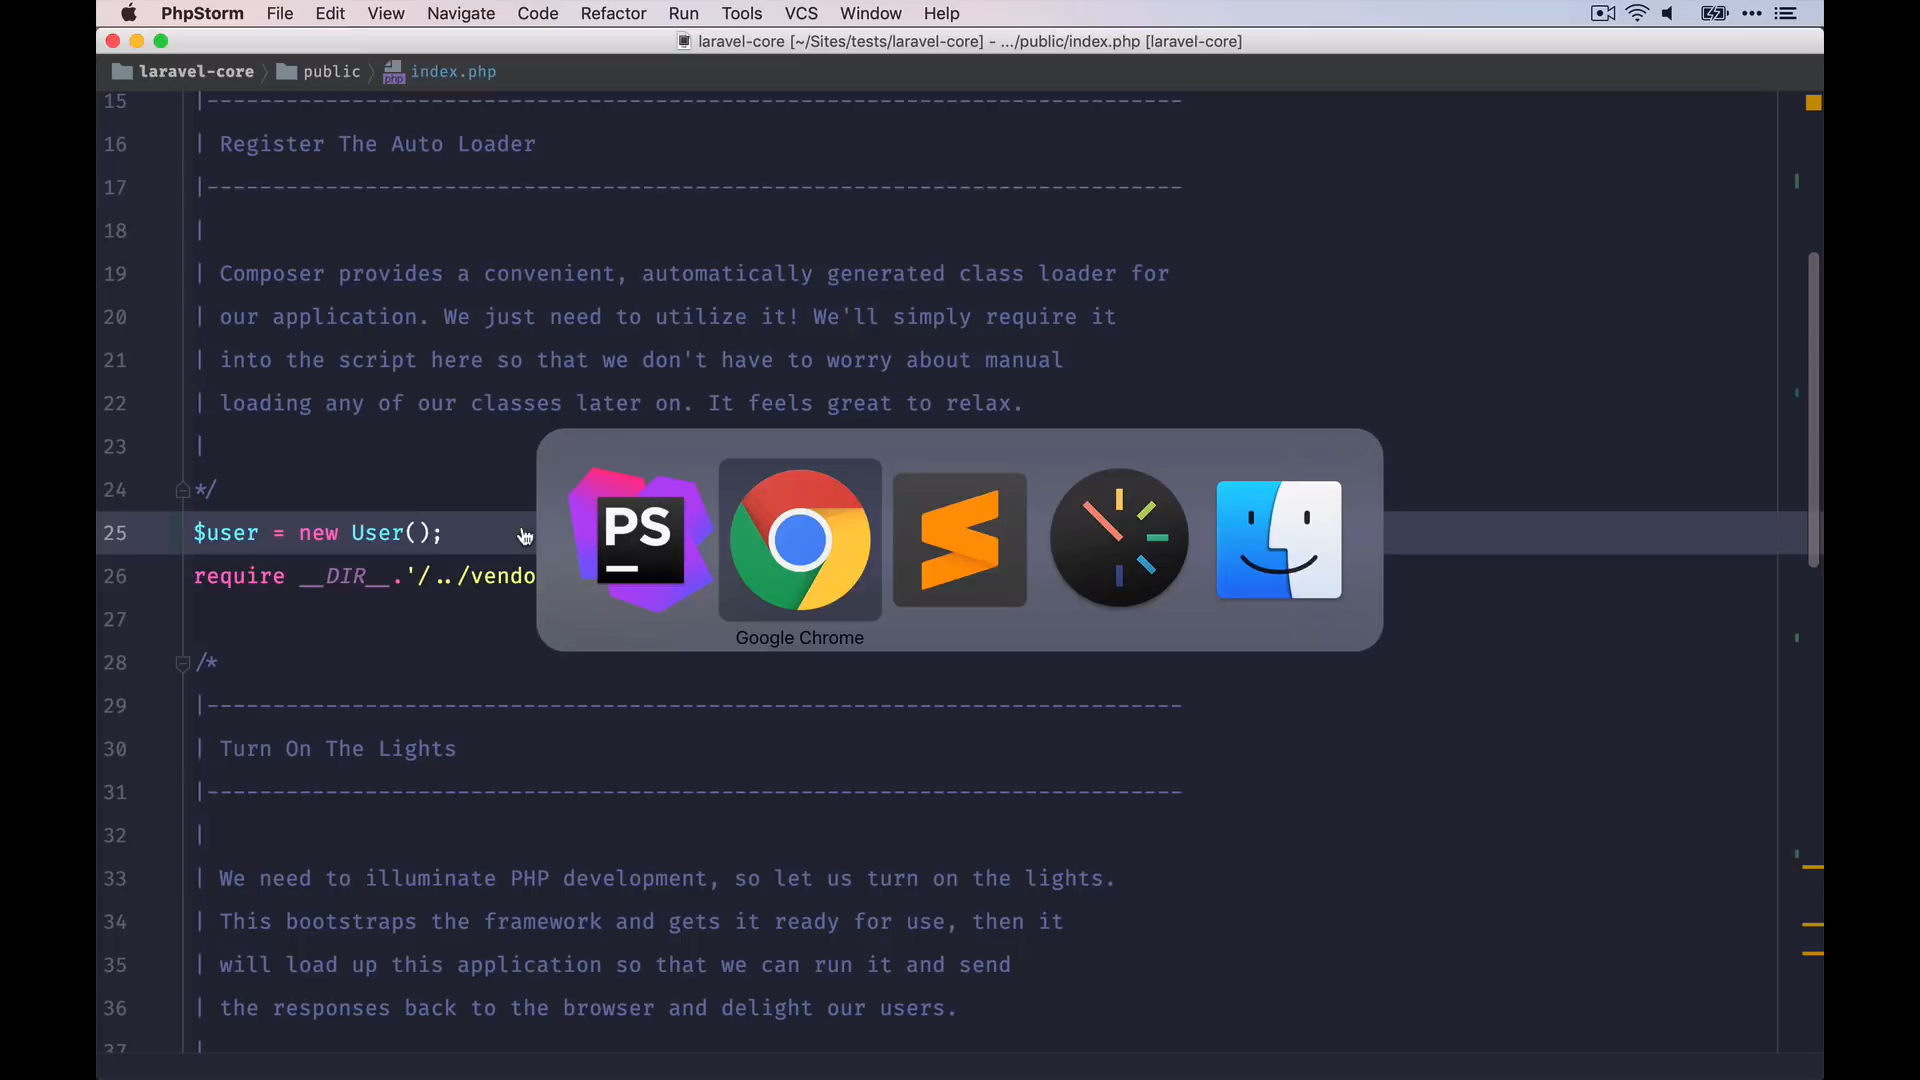 PhpStorm File Edit View Navigate Code Refactor Run Tools VCS Window Help
laravel-core [~/Sites/tests/laravel-core] - .../public/index.php [laravel-core]
laravel-core public index.php
15 |--------------------------------------------------------------------------
16 | Register The Auto Loader
17 |--------------------------------------------------------------------------
18 |
19 | Composer provides a convenient, automatically generated class loader for
20 | our application. We just need to utilize it! We'll simply require it
21 | into the script here so that we don't have to worry about manual
22 | loading any of our classes later on. It feels great to relax.
23 |
24 */
25 $user = new User();
26 require __DIR__.'/../vendo
27
28 /*
29 |--------------------------------------------------------------------------
30 | Turn On The Lights
31 |--------------------------------------------------------------------------
32 |
33 | We need to illuminate PHP development, so let us turn on the lights.
34 | This bootstraps the framework and gets it ready for use, then it
35 | will load up this application so that we can run it and send
36 | the responses back to the browser and delight our users.
37 |
PS
Google Chrome